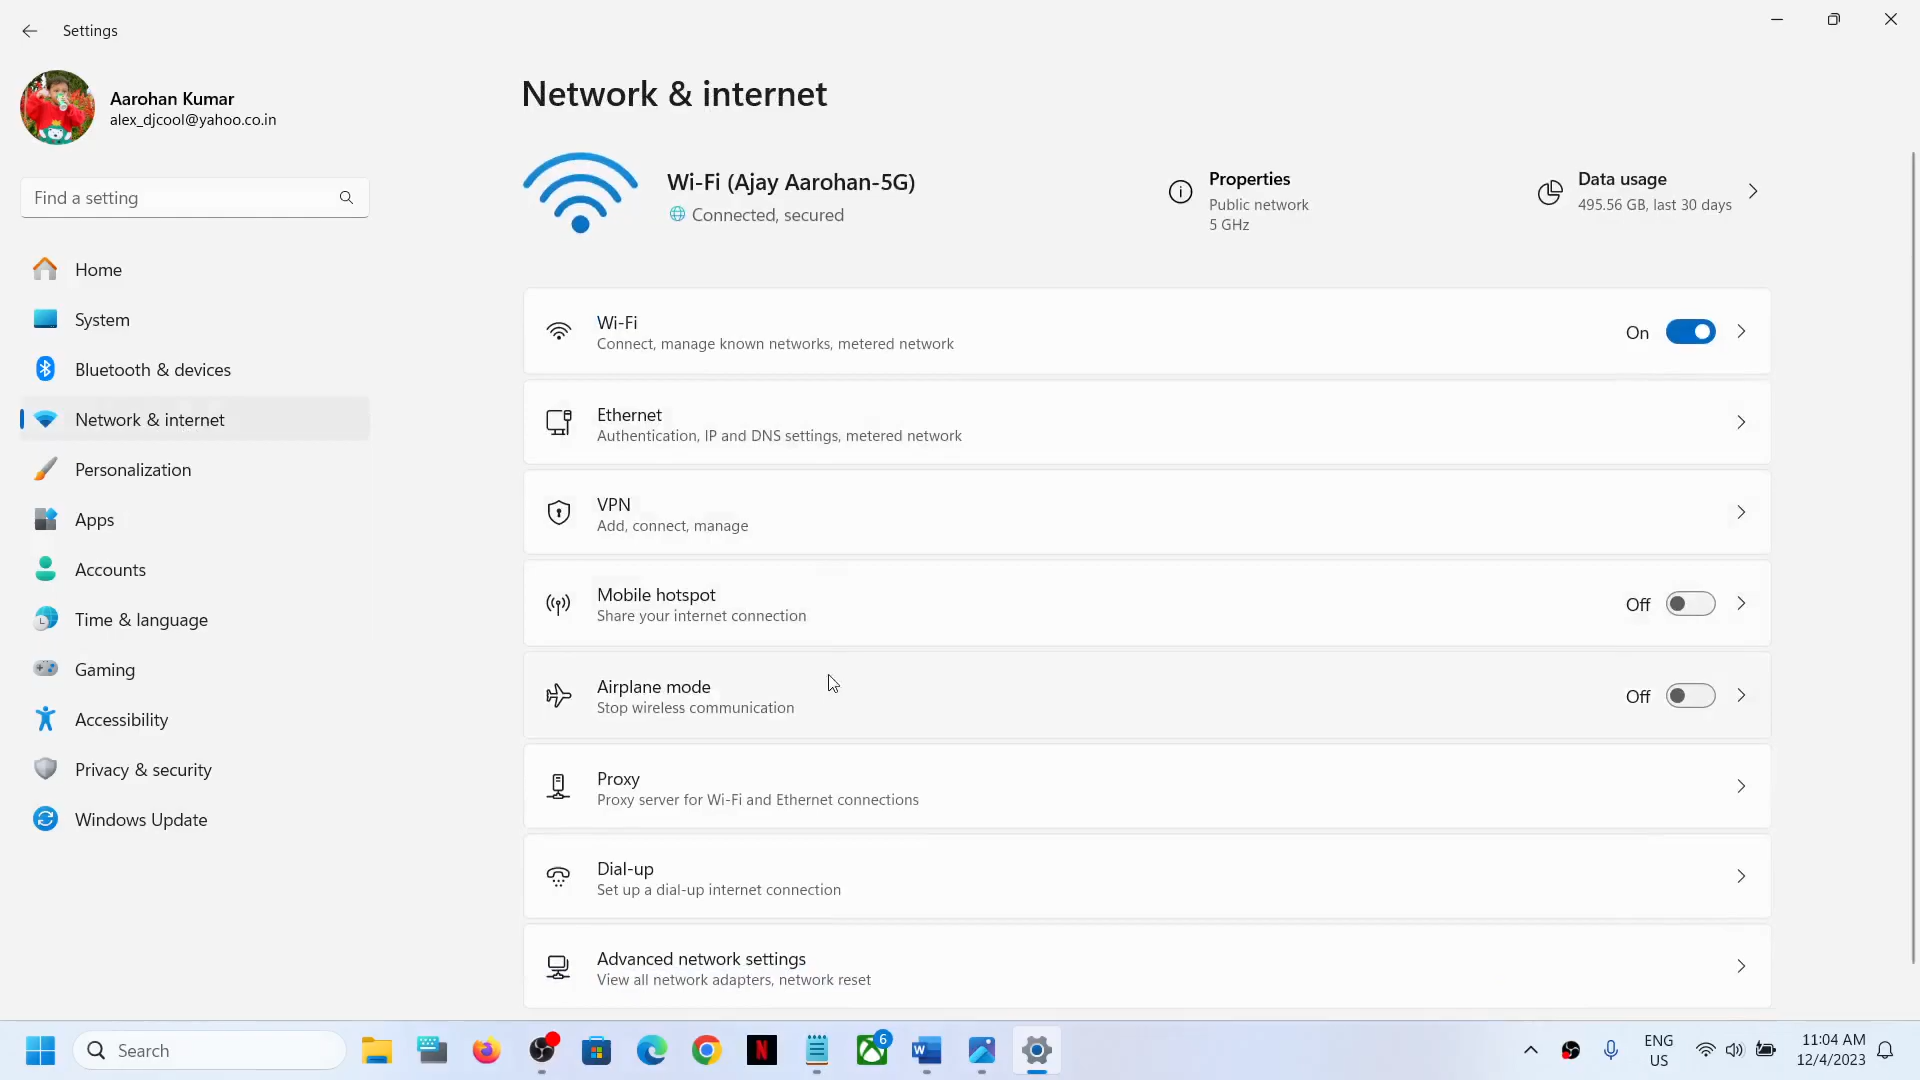 Settings
Aarohan Kumar
alex_djcool@yahoo.co.in
Find a setting
Home
System
Bluetooth & devices
Network & internet
Personalization
Apps
Accounts
Time & language
Gaming
Accessibility
Privacy & security
Windows Update
Network & internet
Wi-Fi (Ajay Aarohan-5G)
Connected, secured
Properties
Public network
5 GHz
Data usage
495.56 GB, last 30 days
Wi-Fi
Connect, manage known networks, metered network
On
Ethernet
Authentication, IP and DNS settings, metered network
VPN
Add, connect, manage
Mobile hotspot
Share your internet connection
Off
Airplane mode
Stop wireless communication
Off
Proxy
Proxy server for Wi-Fi and Ethernet connections
Dial-up
Set up a dial-up internet connection
Advanced network settings
View all network adapters, network reset
Search
N
6
W
ENG
US
11:04 AM
12/4/2023